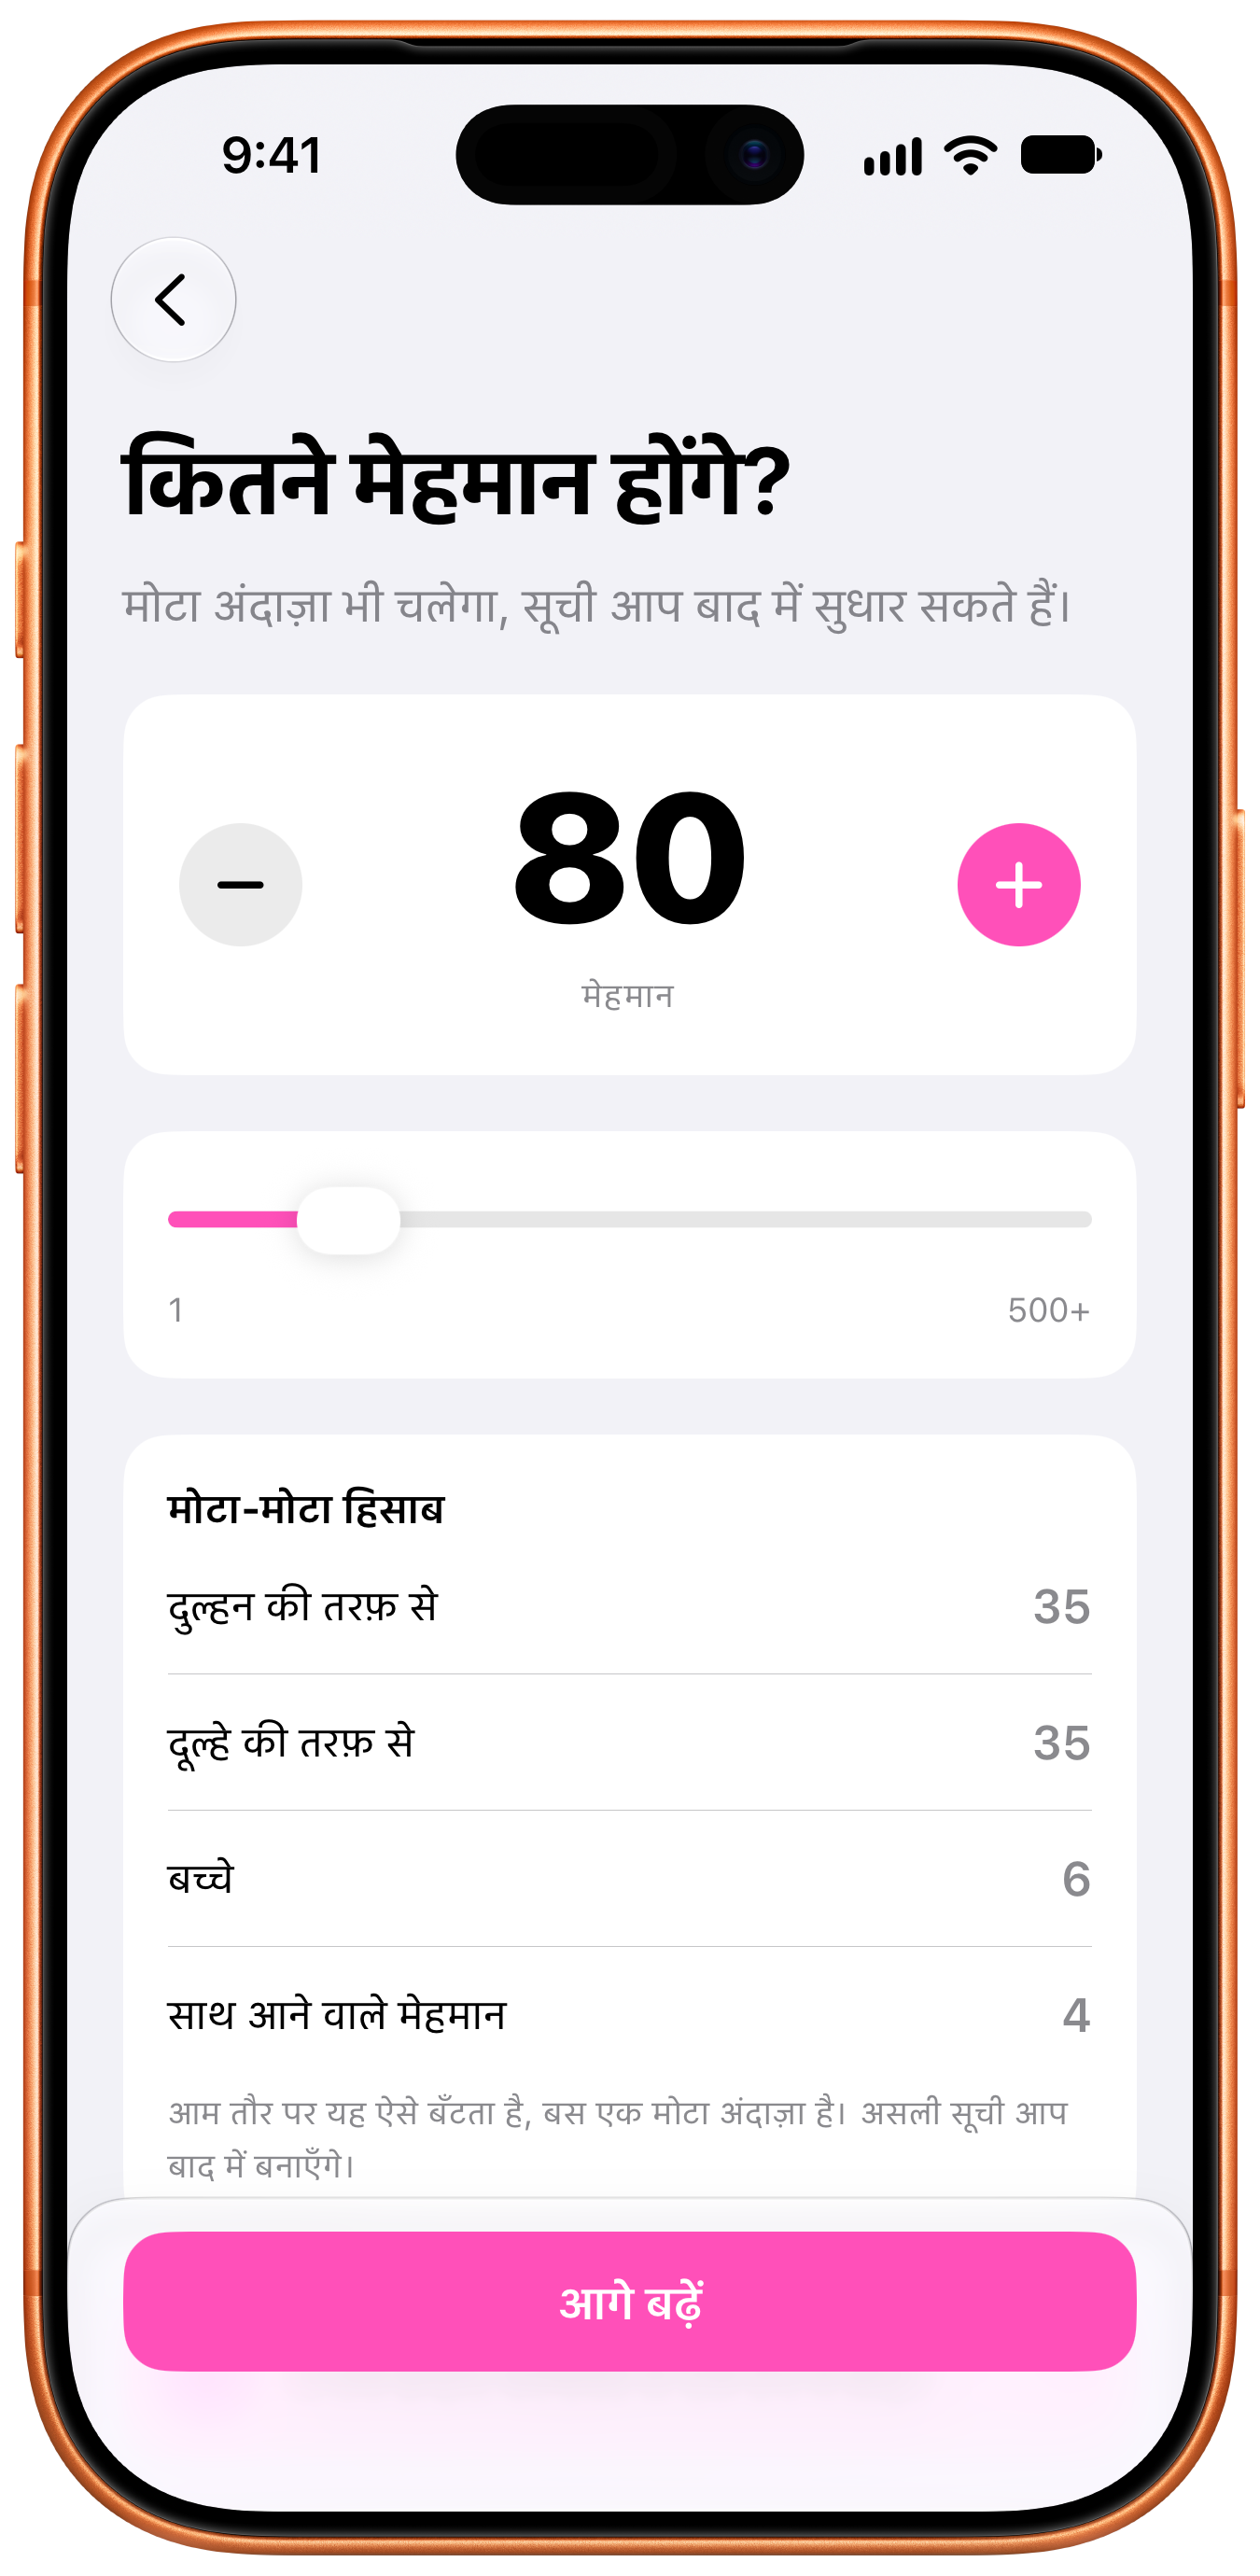 9:41
कितने मेहमान होंगे?
मोटा अंदाज़ा भी चलेगा, सूची आप बाद में सुधार सकते हैं।
80
मेहमान
1
500+
मोटा-मोटा हिसाब
दुल्हन की तरफ़ से
35
दूल्हे की तरफ़ से
35
बच्चे
6
साथ आने वाले मेहमान
4
आम तौर पर यह ऐसे बँटता है, बस एक मोटा अंदाज़ा है। असली सूची आप
बाद में बनाएँगे।
आगे बढ़ें